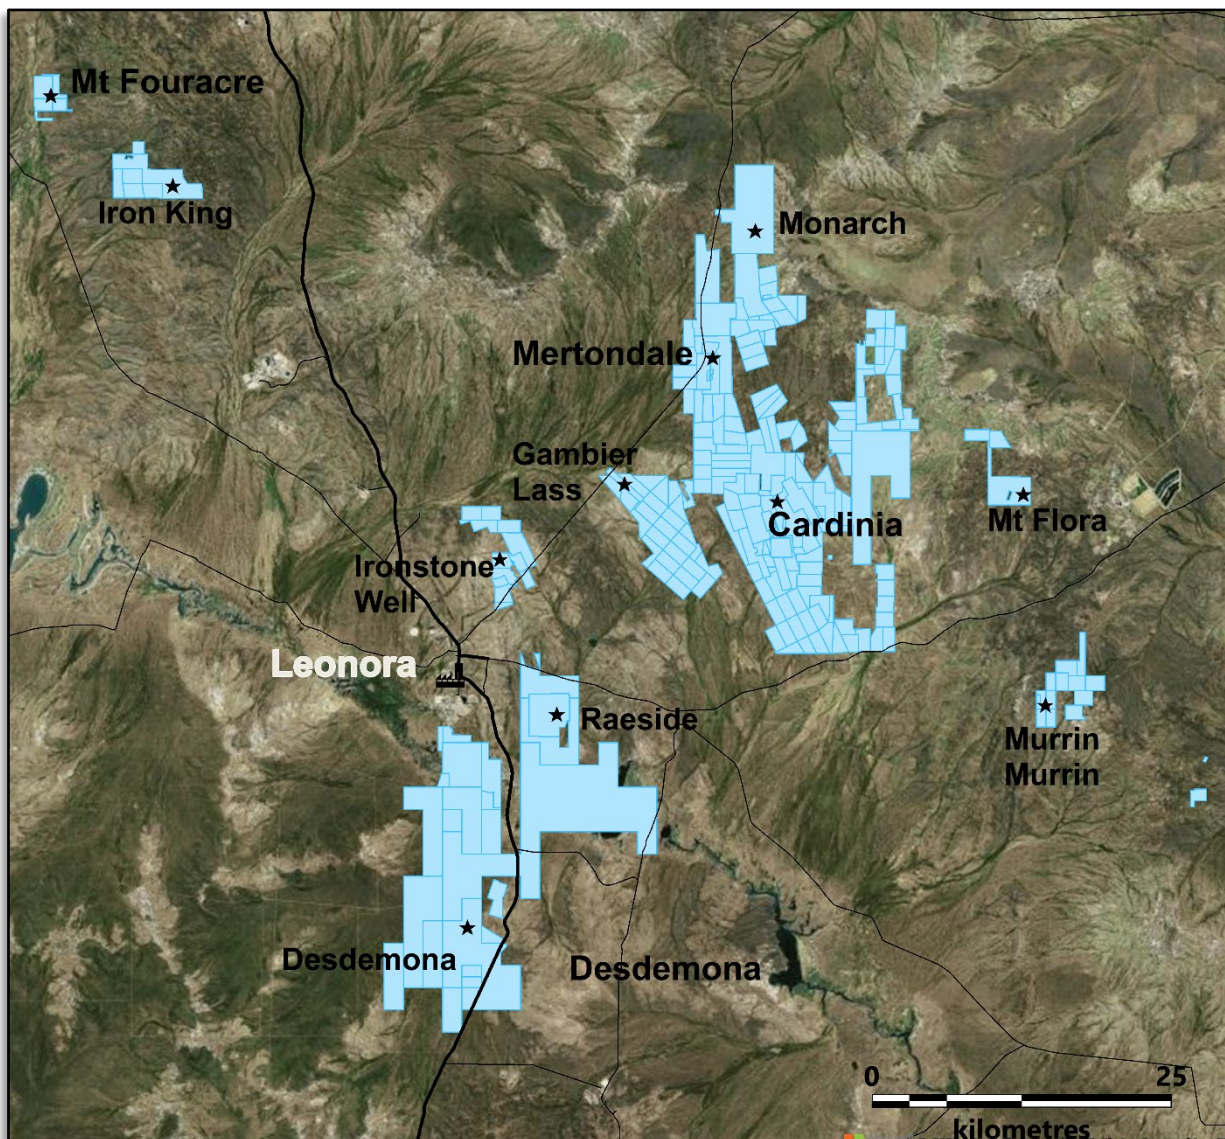 Mt Fouracre
Iron King
Monarch
Mertondale
Gambier
Lass
Cardinia
Mt Flora
Ironstone
Well
Leonora
Raeside
Murrin
Murrin
Desdemona
Desdemona
0 25
kilometres